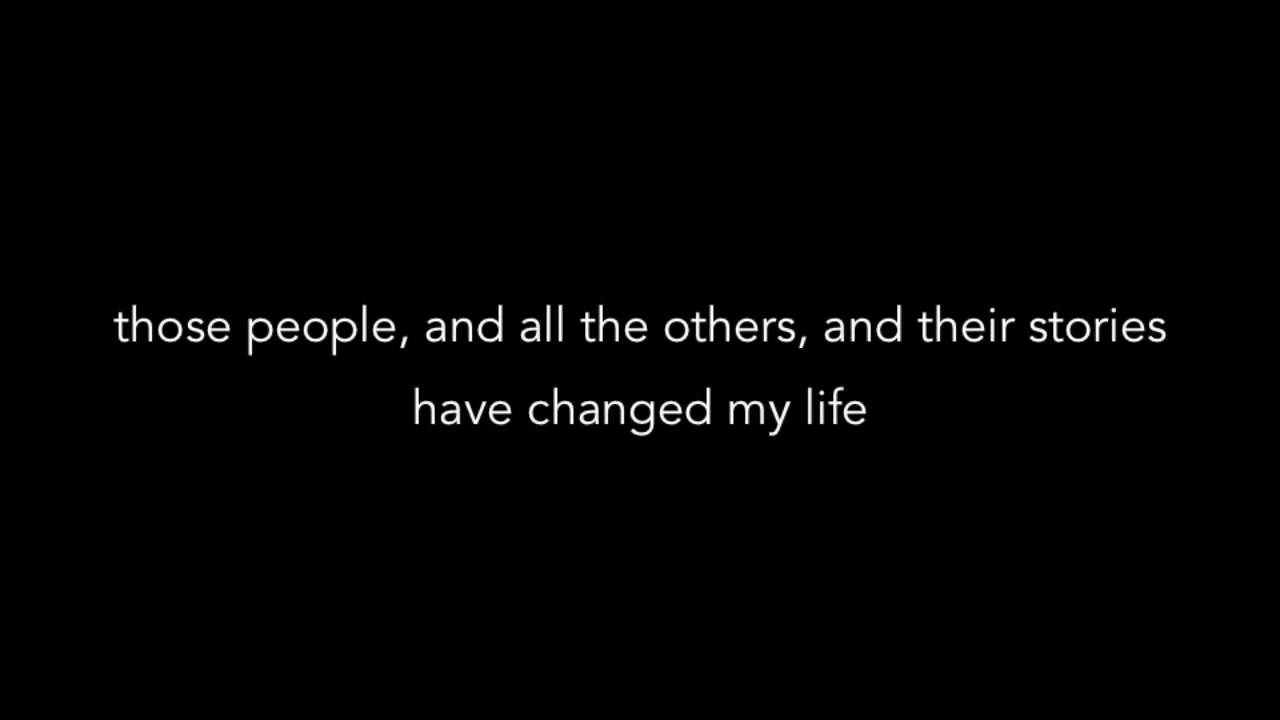 those people, and all the others, and their stories
have changed my life